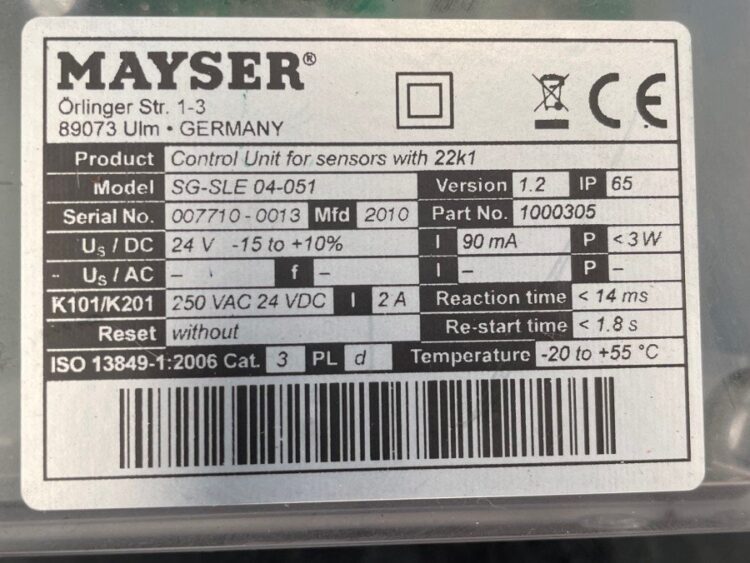 MAYSER®
Örlinger Str. 1-3
89073 Ulm • GERMANY
CE
Product Control Unit for sensors with 22k1
Model SG-SLE 04-051 Version 1.2 IP 65
Serial No. 007710-0013 Mfd 2010 Part No. 1000305
Us / DC 24 V -15 to +10% I 90 mA P < 3 W
Us / AC – f – I – P –
K101/K201 250 VAC 24 VDC I 2 A Reaction time < 14 ms
Reset without Re-start time < 1.8 s
ISO 13849-1:2006 Cat. 3 PL d Temperature -20 to +55 °C